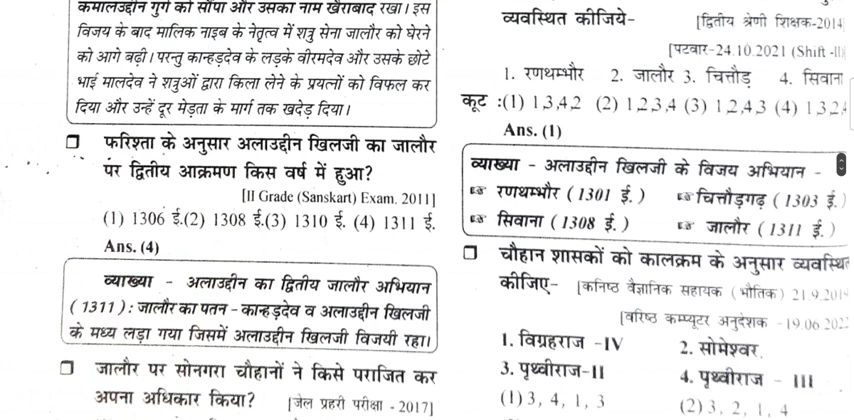 कमालउद्दीन गुर्ग को सौंपा और उसका नाम खैराबाद रखा। इस
विजय के बाद मालिक नाइब के नेतृत्व में शत्रु सेना जालौर को घेरने
को आगे बढ़ी। परन्तु कान्हड़देव के लड़के वीरमदेव और उसके छोटे
भाई मालदेव ने शत्रुओं द्वारा किला लेने के प्रयत्नों को विफल कर
दिया और उन्हें दूर मेड़ता के मार्ग तक खदेड़ दिया।
फरिश्ता के अनुसार अलाउद्दीन खिलजी का जालौर
पर द्वितीय आक्रमण किस वर्ष में हुआ?
[II Grade (Sanskart) Exam. 2011]
(1) 1306 ई.(2) 1308 ई.(3) 1310 ई. (4) 1311 ई.
Ans. (4)
व्याख्या - अलाउद्दीन का द्वितीय जालौर अभियान
(1311) : जालौर का पतन - कान्हड़देव व अलाउद्दीन खिलजी
के मध्य लड़ा गया जिसमें अलाउद्दीन खिलजी विजयी रहा।
जालौर पर सोनगरा चौहानों ने किसे पराजित कर
अपना अधिकार किया? [जेल प्रहरी परीक्षा - 2017]
व्यवस्थित कीजिये- [द्वितीय श्रेणी शिक्षक-2014]
[पटवार-24.10.2021 (Shift -II)]
1. रणथम्भौर 2. जालौर 3. चित्तौड़ 4. सिवाना
कूट :(1) 1,3,4,2 (2) 1,2,3,4 (3) 1,2,4,3 (4) 1,3,2,4
Ans. (1)
व्याख्या - अलाउद्दीन खिलजी के विजय अभियान -
रणथम्भौर (1301 ई.) चित्तौड़गढ़ (1303 ई.)
सिवाना (1308 ई.) जालौर (1311 ई.)
चौहान शासकों को कालक्रम के अनुसार व्यवस्थित
कीजिए- [कनिष्ठ वैज्ञानिक सहायक (भौतिक) 21.9.2019
[वरिष्ठ कम्प्यूटर अनुदेशक -19.06.2022
1. विग्रहराज -IV 2. सोमेश्वर
3. पृथ्वीराज-II 4. पृथ्वीराज - III
(1) 3, 4, 1, 3 (2) 3, 2, 1, 4